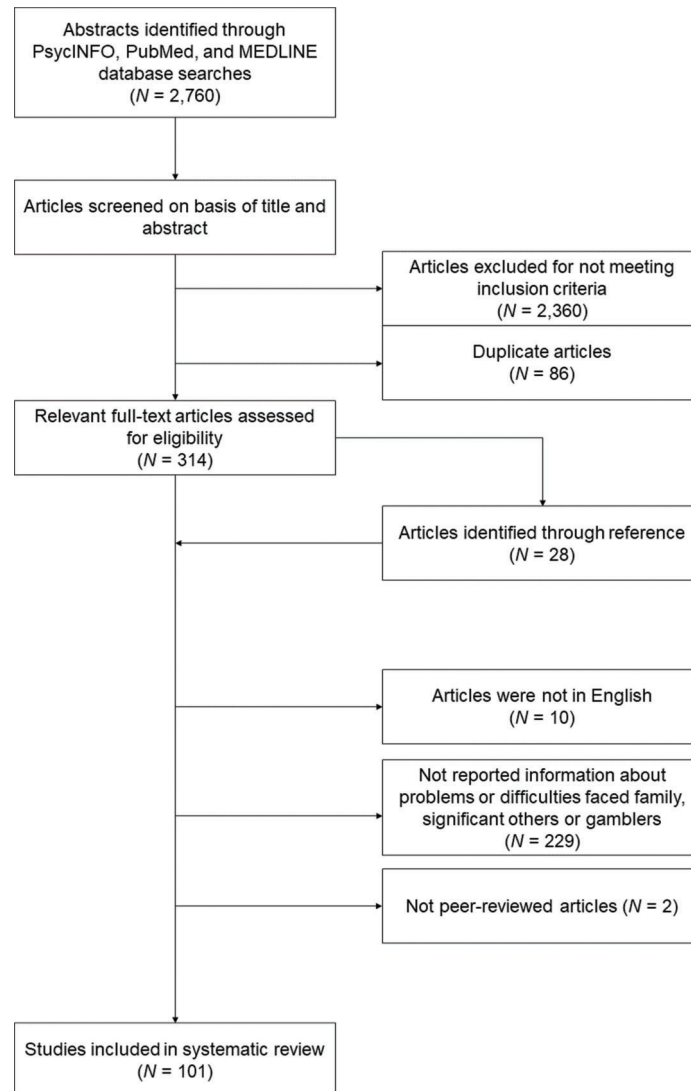 Abstracts identified through
PsycINFO, PubMed, and MEDLINE
database searches
(N = 2,760)
Articles screened on basis of title and
abstract
Articles excluded for not meeting
inclusion criteria
(N = 2,360)
Duplicate articles
(N = 86)
Relevant full-text articles assessed
for eligibility
(N = 314)
Articles identified through reference
(N = 28)
Articles were not in English
(N = 10)
Not reported information about
problems or difficulties faced family,
significant others or gamblers
(N = 229)
Not peer-reviewed articles (N = 2)
Studies included in systematic review
(N = 101)